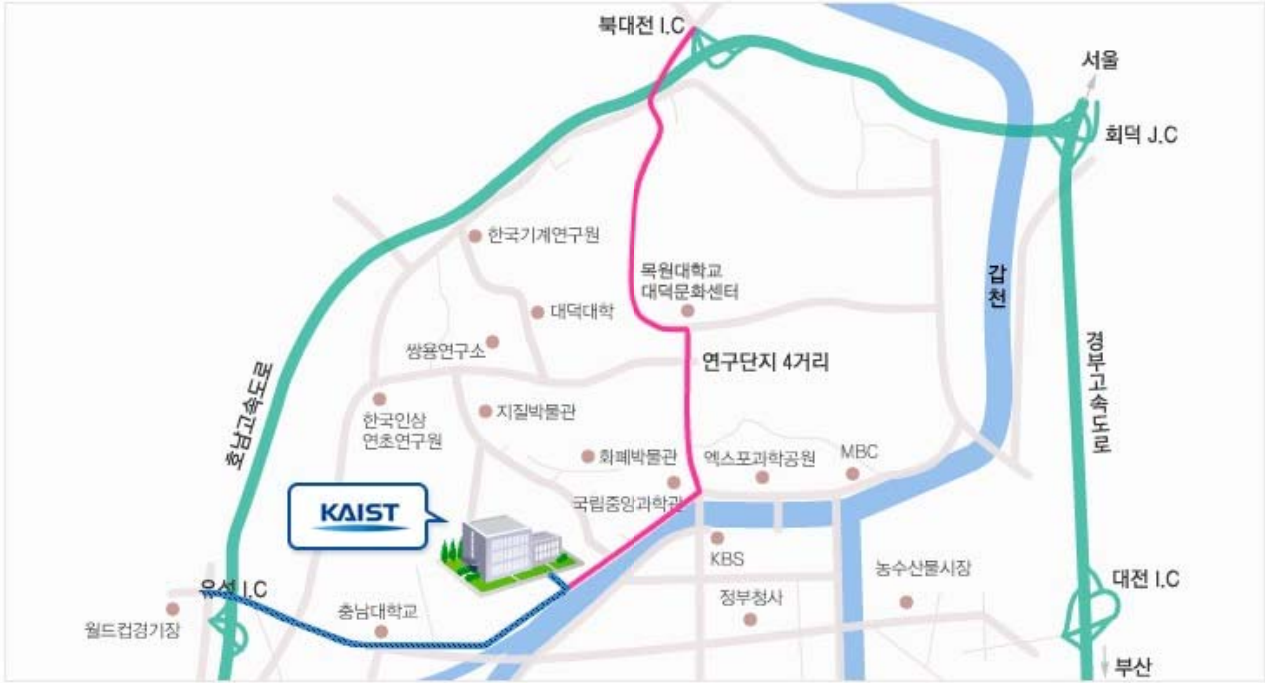 북대전 I.C
서울
회덕 J.C
한국기계연구원
목원대학교
대덕문화센터
갑천
대덕대학
쌍용연구소
연구단지 4거리
경부고속도로
호남고속도로
한국인삼
연초연구원
지질박물관
화폐박물관
엑스포과학공원
MBC
국립중앙과학관
KAIST
KBS
농수산물시장
대전 I.C
유성 I.C
충남대학교
정부청사
월드컵경기장
부산